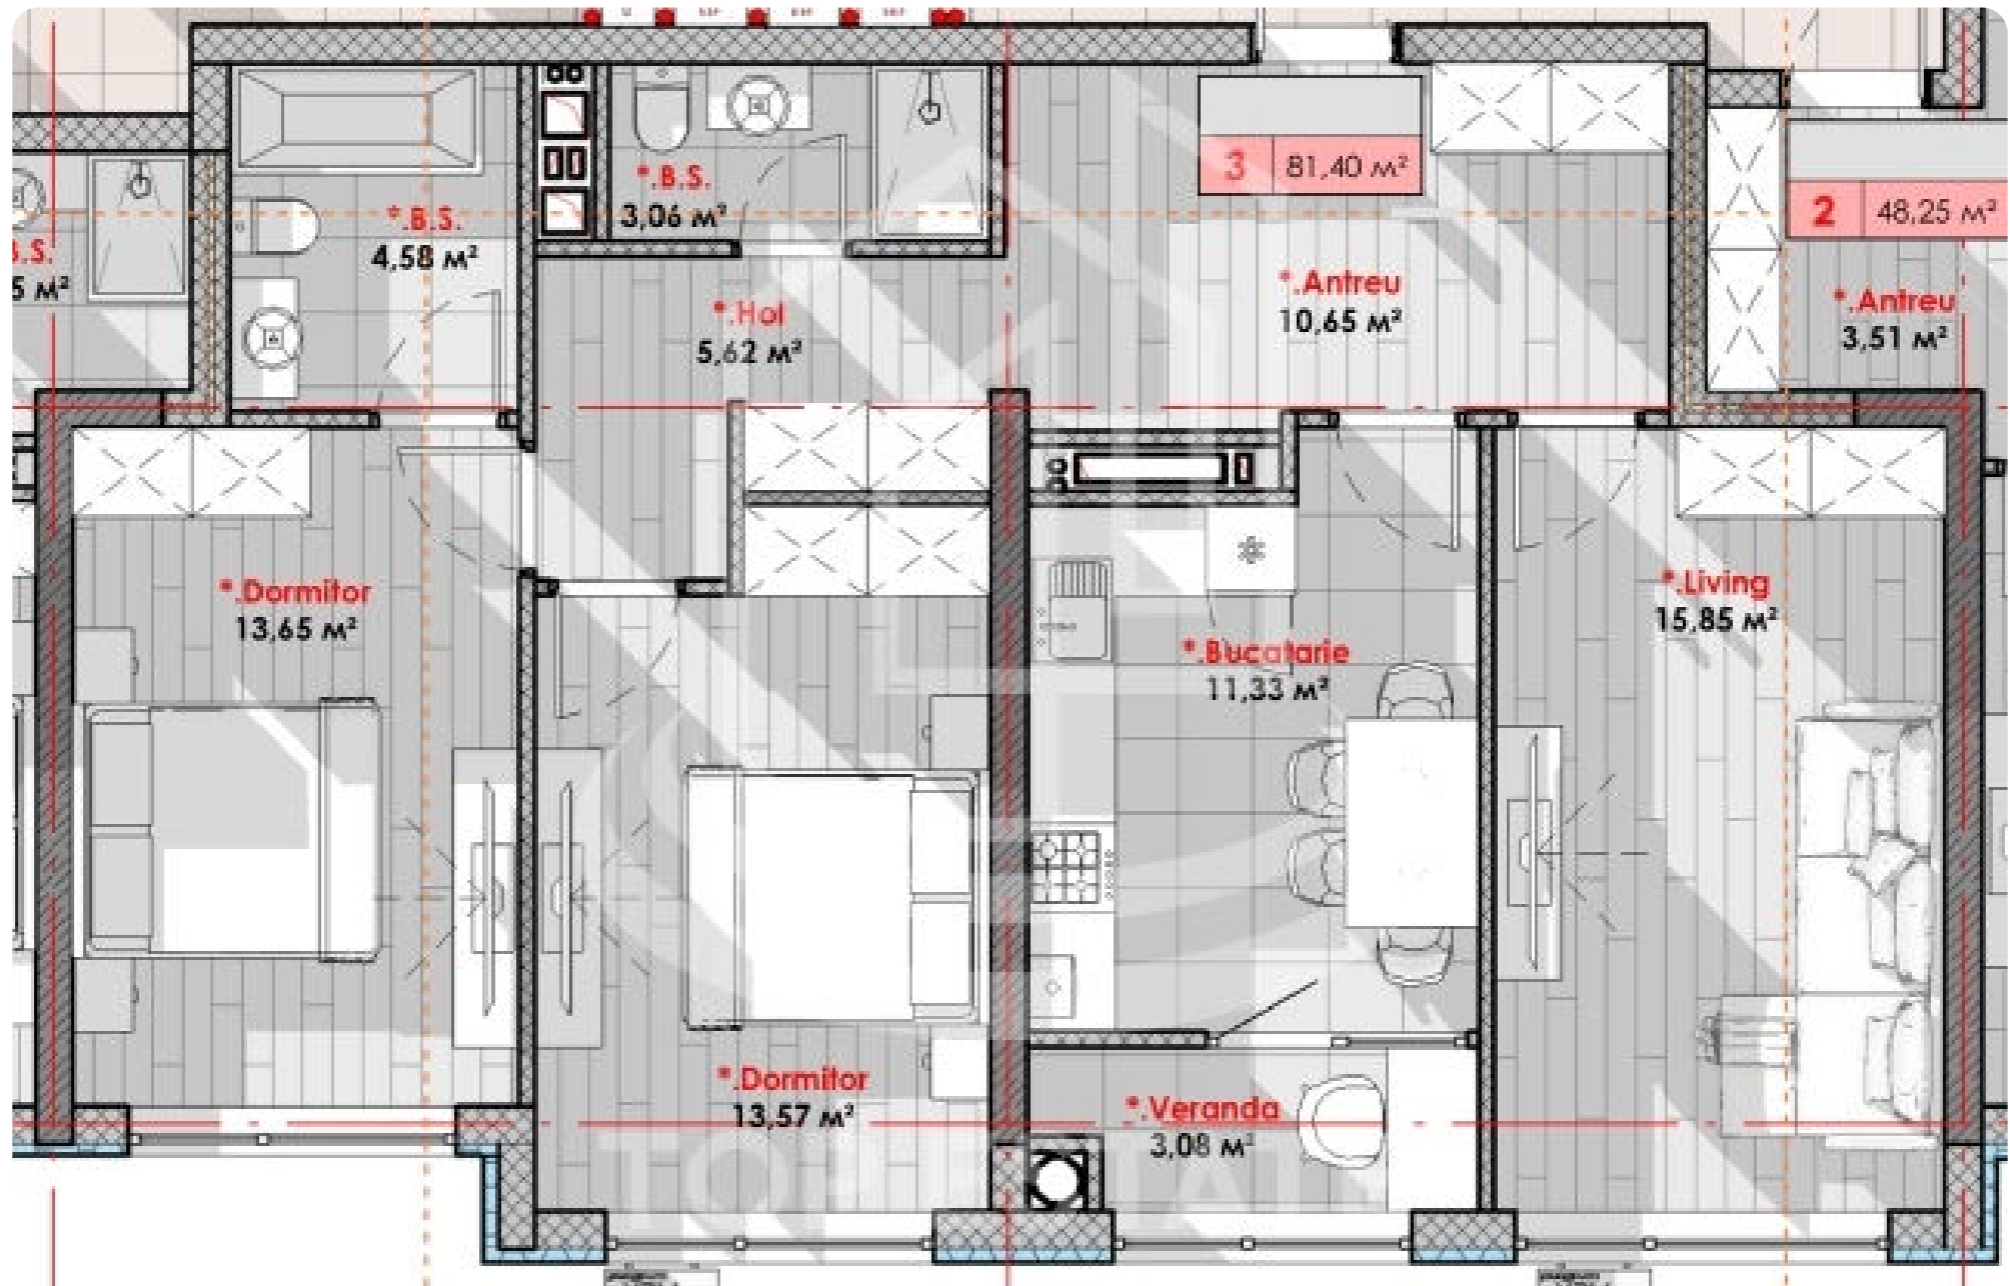 3 81,40 м²
2 48,25 м²
*.B.S.
3,06 м²
*.B.S.
4,58 м²
B.S.
5 м²
*.Hol
5,62 м²
*.Antreu
10,65 м²
*.Antreu
3,51 м²
*.Dormitor
13,65 м²
*.Bucatarie
11,33 м²
*.Living
15,85 м²
*.Dormitor
13,57 м²
*.Veranda
3,08 м²